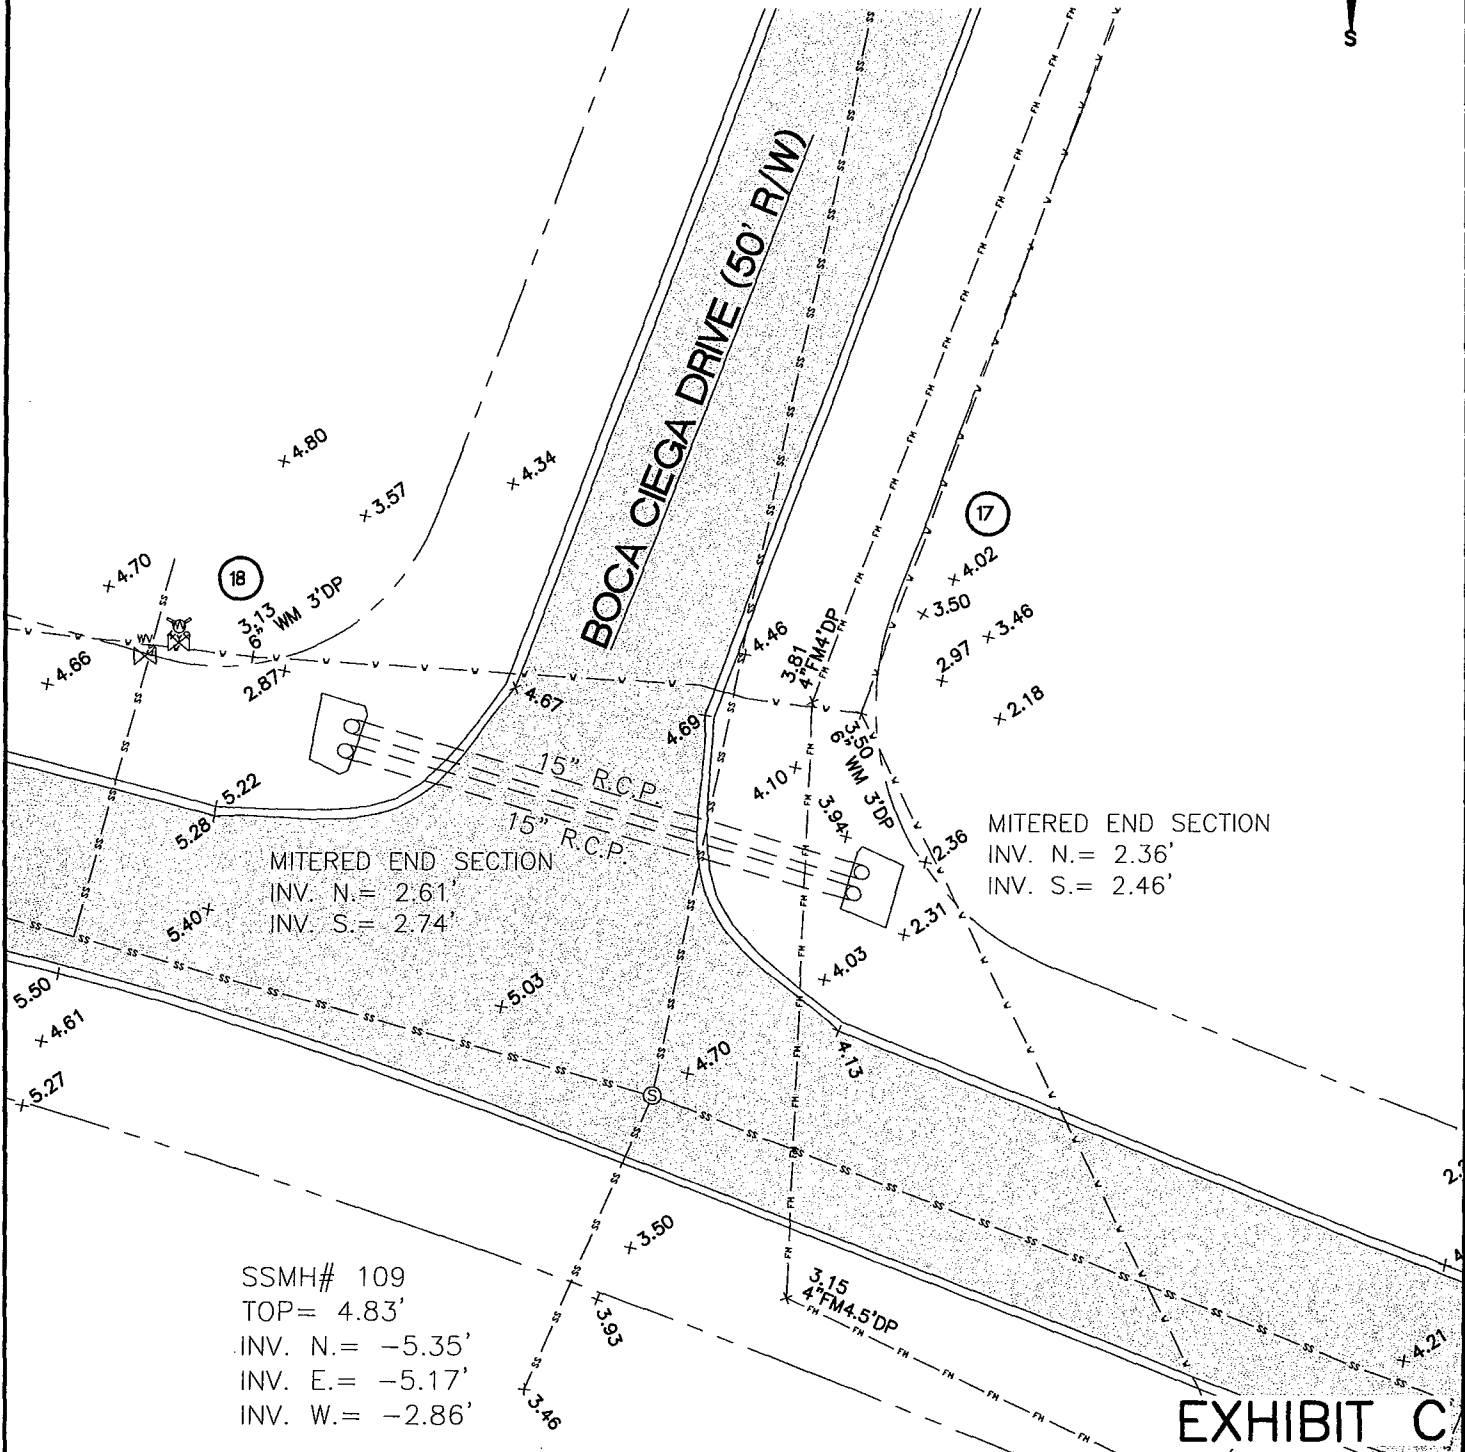 S
BOCA CIEGA DRIVE (50' R/W)
4.80
4.34
3.57
17
4.70
18
4.02
3.13
6" WM 3'DP
3.50
3.46
4.46
3.81
4"FM4'DP
2.97
4.66
2.87
4.67
2.18
4.69
3.50
6" WM 3'DP
15" R.C.P.
4.10
5.22
3.94
15" R.C.P.
5.28
2.36
MITERED END SECTION
INV. N.= 2.36'
INV. S.= 2.46'
MITERED END SECTION
INV. N.= 2.61'
INV. S.= 2.74'
5.40
2.31
4.03
5.50
5.03
4.61
4.70
4.13
5.27
3.50
SSMH# 109
TOP= 4.83'
INV. N.= -5.35'
INV. E.= -5.17'
INV. W.= -2.86'
3.15
4"FM4.5'DP
3.93
4.21
3.46
EXHIBIT C